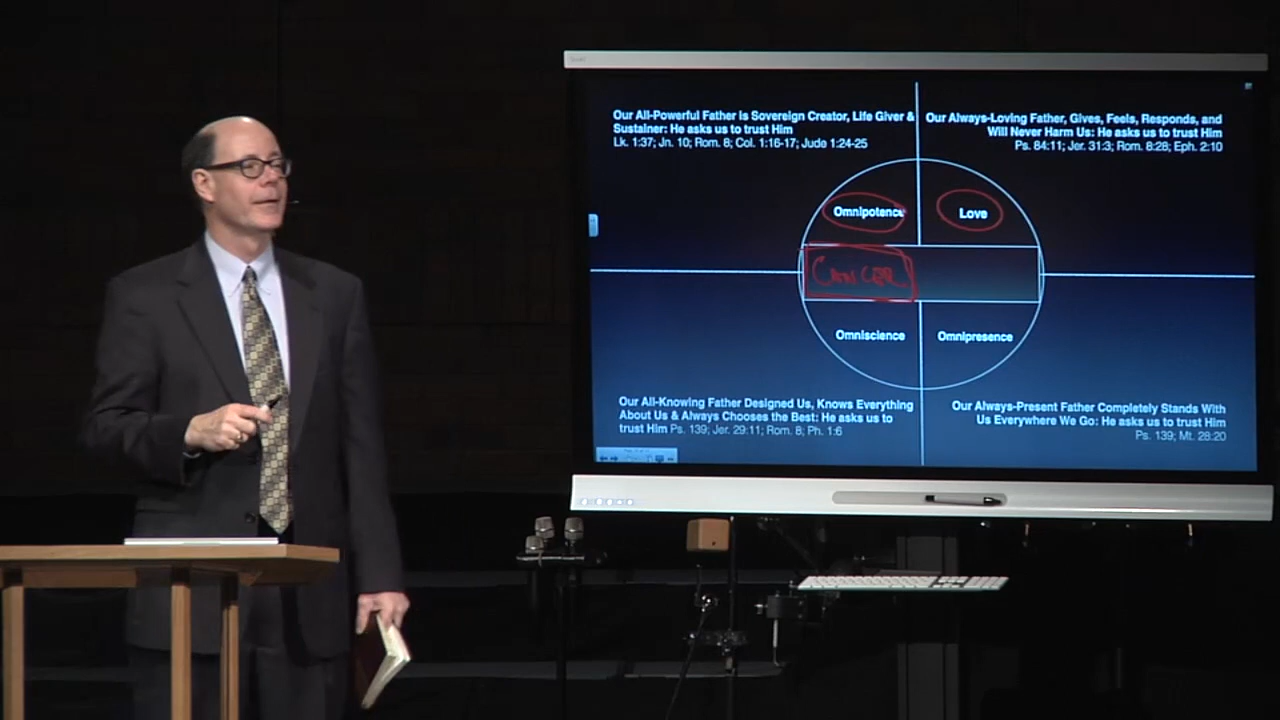 Our All-Powerful Father is Sovereign Creator, Life Giver &
Sustainer: He asks us to trust Him
Lk. 1:37; Jn. 10; Rom. 8; Col. 1:16-17; Jude 1:24-25
Our Always-Loving Father, Gives, Feels, Responds, and
Will Never Harm Us: He asks us to trust Him
Ps. 84:11; Jer. 31:3; Rom. 8:28; Eph. 2:10
Omnipotence
Love
CANCER
Omniscience
Omnipresence
Our All-Knowing Father Designed Us, Knows Everything
About Us & Always Chooses the Best: He asks us to
trust Him Ps. 139; Jer. 29:11; Rom. 8; Ph. 1:6
Our Always-Present Father Completely Stands With
Us Everywhere We Go: He asks us to trust Him
Ps. 139; Mt. 28:20